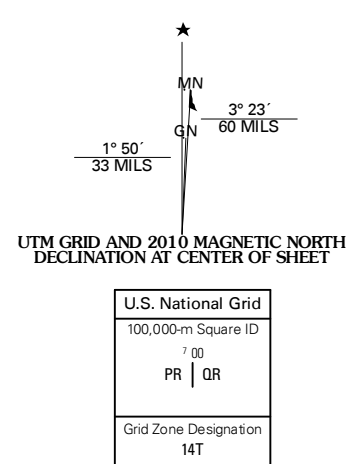 ★
MN
3° 23´
60 MILS
GN
1° 50´
33 MILS
UTM GRID AND 2010 MAGNETIC NORTH
DECLINATION AT CENTER OF SHEET
U.S. National Grid
100,000-m Square ID
⁷ 00
PR QR
Grid Zone Designation
14T